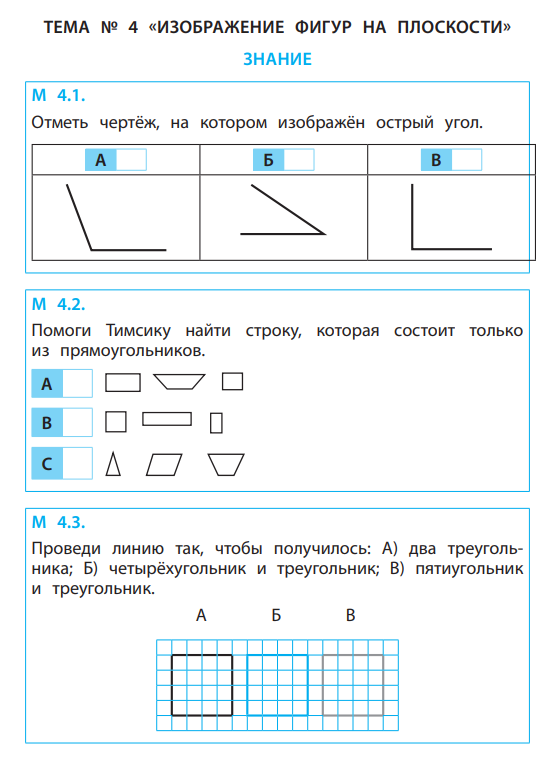 ТЕМА № 4 «ИЗОБРАЖЕНИЕ ФИГУР НА ПЛОСКОСТИ»
ЗНАНИЕ
М 4.1.
Отметь чертёж, на котором изображён острый угол.
А Б В
М 4.2.
Помоги Тимсику найти строку, которая состоит только
из прямоугольников.
А
В
С
М 4.3.
Проведи линию так, чтобы получилось: А) два треуголь-
ника; Б) четырёхугольник и треугольник; В) пятиугольник
и треугольник.
А Б В